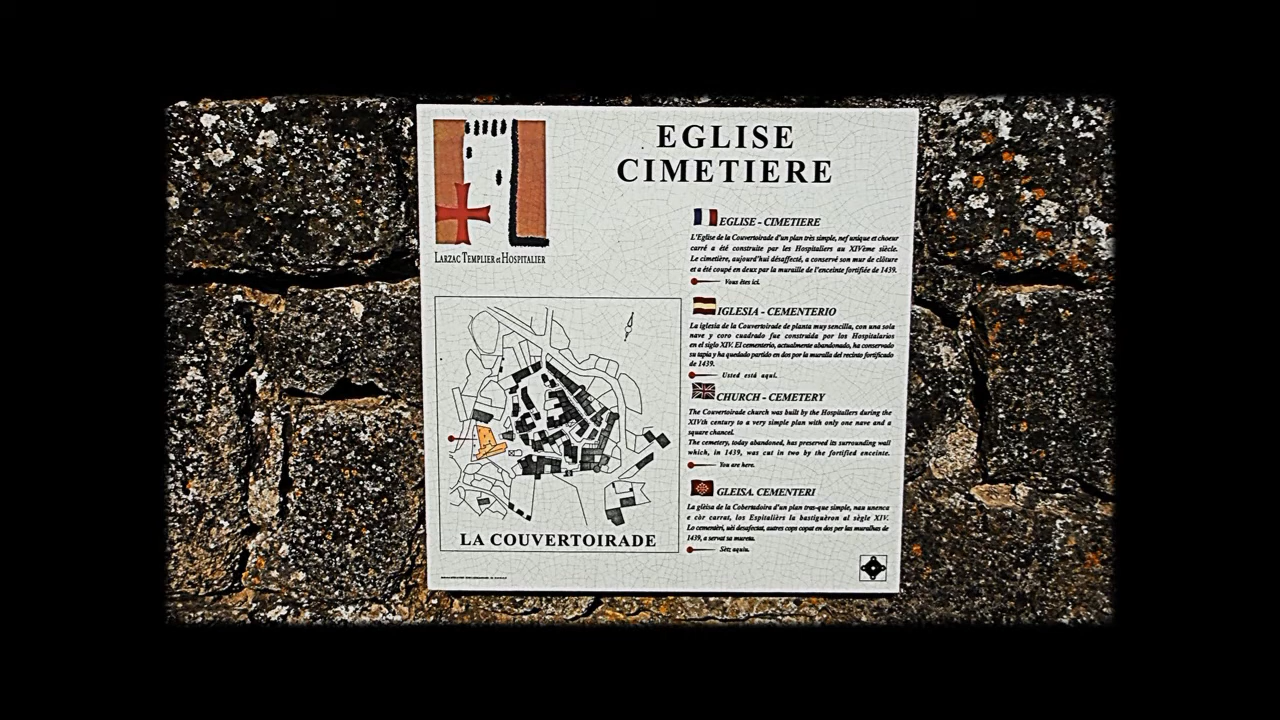 EGLISE
CIMETIERE
LARZAC TEMPLIER et HOSPITALIER
EGLISE - CIMETIERE
L'Eglise de la Couvertoirade d'un plan très simple, nef unique et choeur
carré a été construite par les Hospitaliers au XIVème siècle.
Le cimetière, aujourd'hui désaffecté, a conservé son mur de clôture
et a été coupé en deux par la muraille de l'enceinte fortifiée de 1439.
Vous êtes ici.
IGLESIA - CEMENTERIO
La iglesia de la Couvertoirade de planta muy sencilla, con una sola
nave y coro cuadrado fue construida por los Hospitalarios
en el siglo XIV. El cementerio, actualmente abandonado, ha conservado
su tapia y ha quedado partido en dos por la muralla del recinto fortificado
de 1439.
Usted está aquí.
CHURCH - CEMETERY
The Couvertoirade church was built by the Hospitallers during the
XIVth century to a very simple plan with only one nave and a
square chancel.
The cemetery, today abandoned, has preserved its surrounding wall
which, in 1439, was cut in two by the fortified enceinte.
You are here.
GLEISA. CEMENTERI
La glèisa de la Cobertadoira d'un plan tras-que simple, nau unenca
e còr carrat, los Espitalièrs la bastiguèron al sègle XIV.
Lo cementèri, uèi desafectat, autres cops copat en dos per las muralhas de
1439, a servat sa mureta.
Sètz aquiu.
LA COUVERTOIRADE